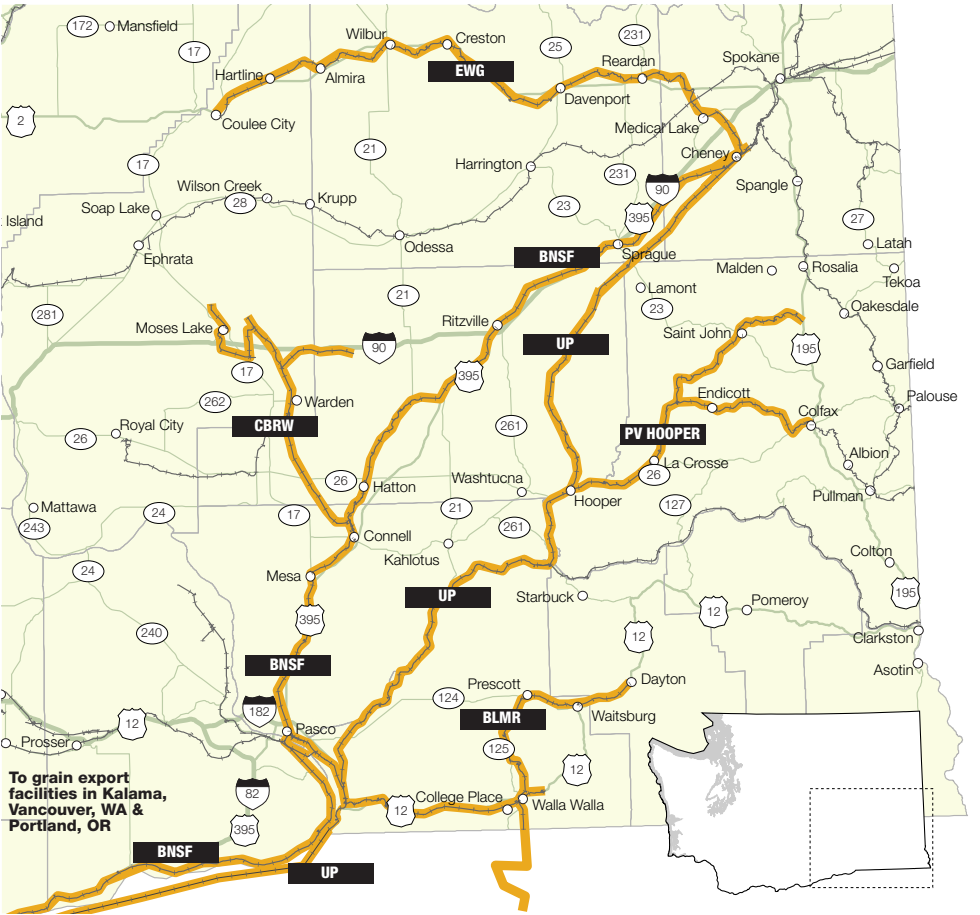 172
Mansfield
17
Wilbur
Creston
25
231
Reardan
Spokane
Hartline
Almira
EWG
Davenport
2
Coulee City
Medical Lake
21
Cheney
17
Harrington
231
90
Spangle
Wilson Creek
28
Krupp
Soap Lake
23
395
27
Island
Odessa
Sprague
Latah
Ephrata
BNSF
Malden
Rosalia
Tekoa
21
Lamont
23
Oakesdale
281
Moses Lake
Ritzville
Saint John
90
UP
195
17
395
Garfield
262
Warden
Endicott
Palouse
26
Royal City
CBRW
261
PV HOOPER
Colfax
La Crosse
Albion
26
Hatton
Washtucna
26
Hooper
Pullman
Mattawa
243
24
17
21
261
127
Connell
Kahlotus
Colton
24
Mesa
UP
Starbuck
195
395
12
Pomeroy
240
12
Clarkston
BNSF
Asotin
182
124
Prescott
Dayton
BLMR
Waitsburg
12
Pasco
Prosser
125
12
To grain export
facilities in Kalama,
Vancouver, WA &
Portland, OR
82
12
College Place
Walla Walla
395
BNSF
UP